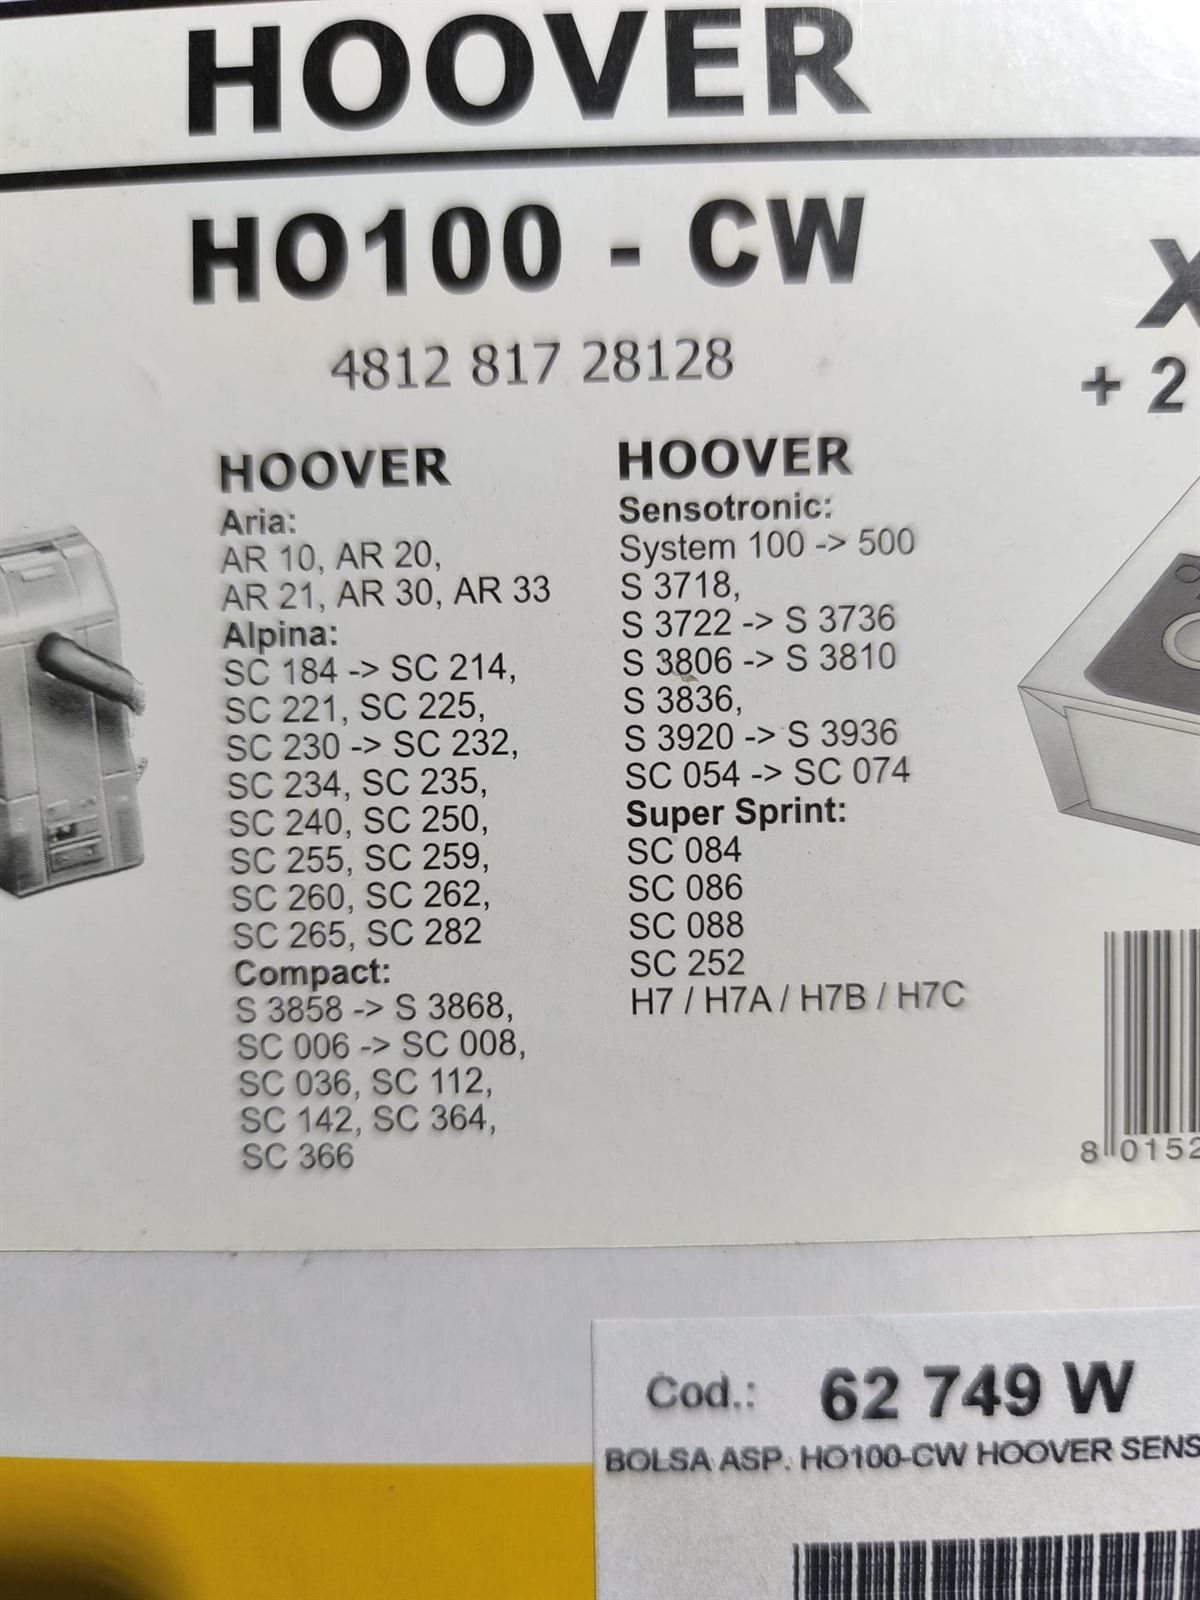 HOOVER
HO100 - CW
X
+ 2
4812 817 28128
HOOVER
Aria:
AR 10, AR 20,
AR 21, AR 30, AR 33
Alpina:
SC 184 -> SC 214,
SC 221, SC 225,
SC 230 -> SC 232,
SC 234, SC 235,
SC 240, SC 250,
SC 255, SC 259,
SC 260, SC 262,
SC 265, SC 282
Compact:
S 3858 -> S 3868,
SC 006 -> SC 008,
SC 036, SC 112,
SC 142, SC 364,
SC 366
HOOVER
Sensotronic:
System 100 -> 500
S 3718,
S 3722 -> S 3736
S 3806 -> S 3810
S 3836,
S 3920 -> S 3936
SC 054 -> SC 074
Super Sprint:
SC 084
SC 086
SC 088
SC 252
H7 / H7A / H7B / H7C
8 0152
Cod.: 62 749 W
BOLSA ASP. HO100-CW HOOVER SENS